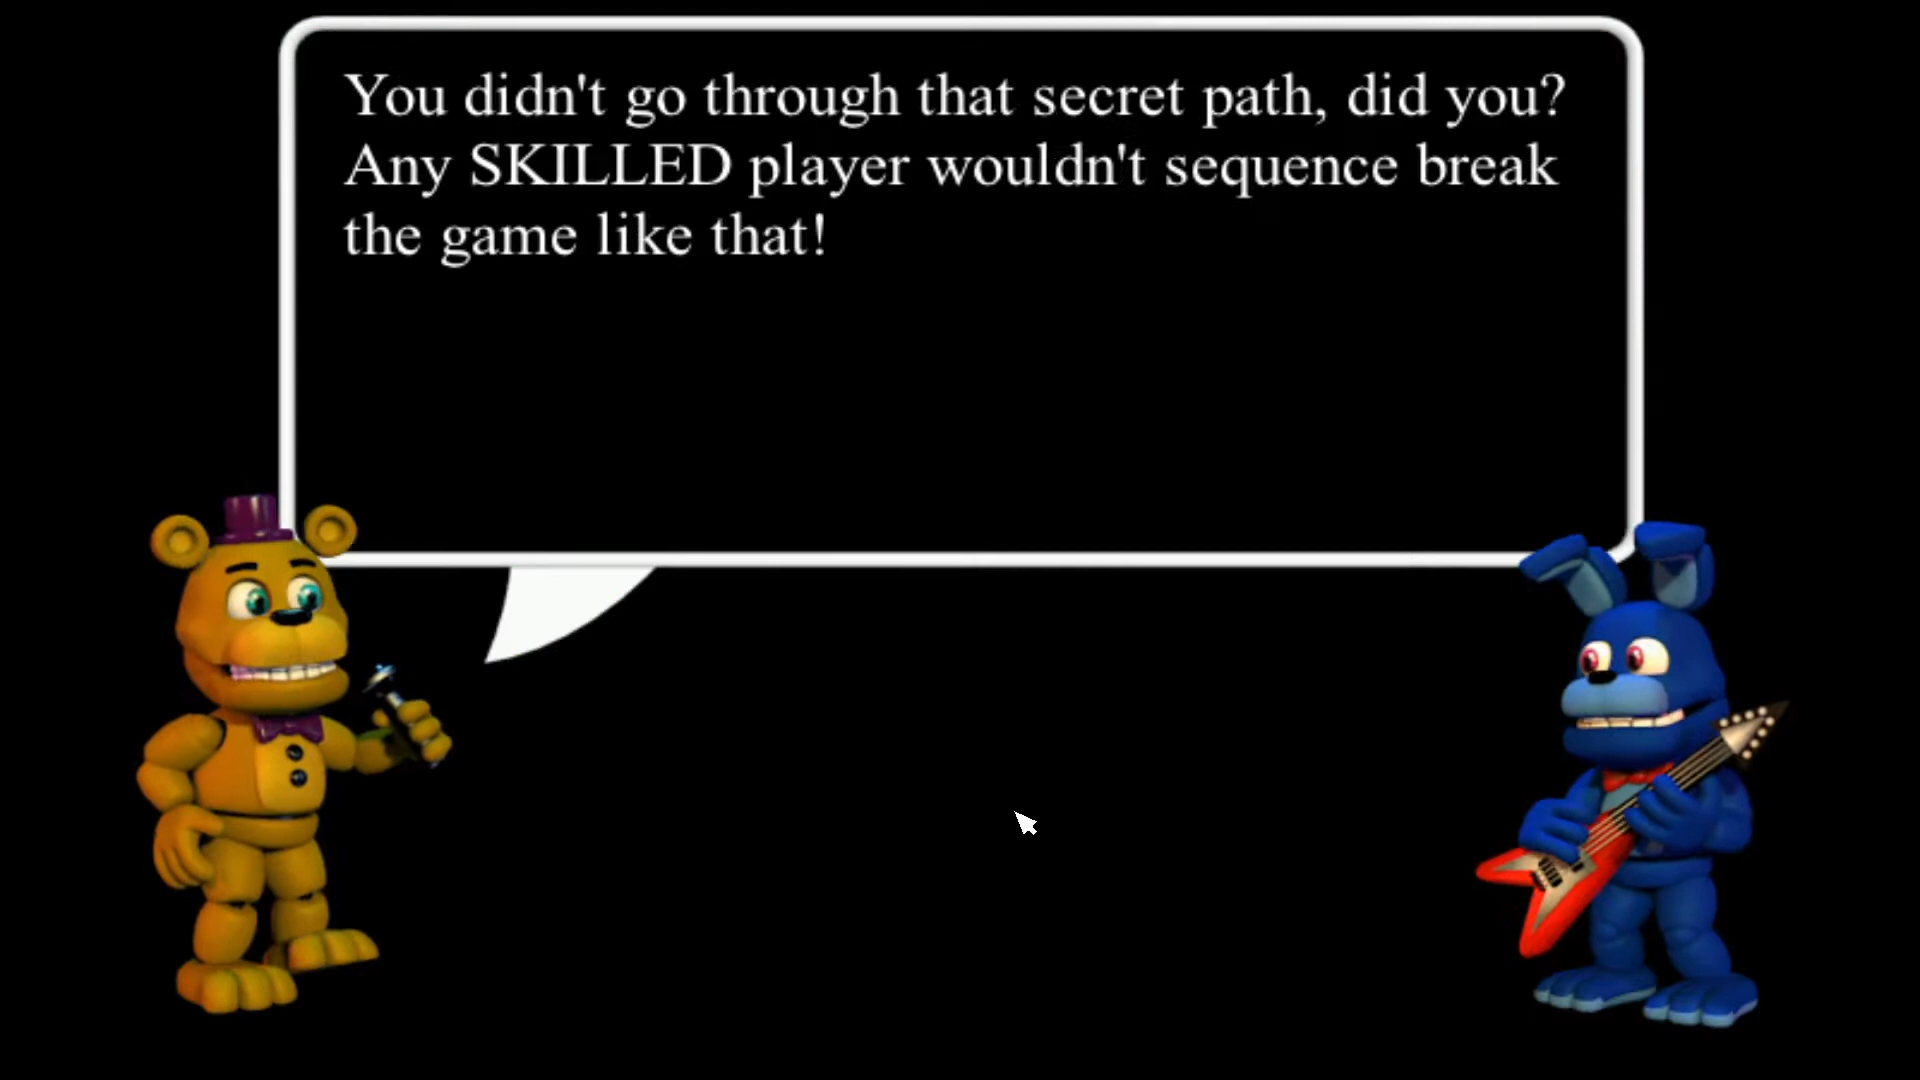 You didn't go through that secret path, did you?
Any SKILLED player wouldn't sequence break
the game like that!